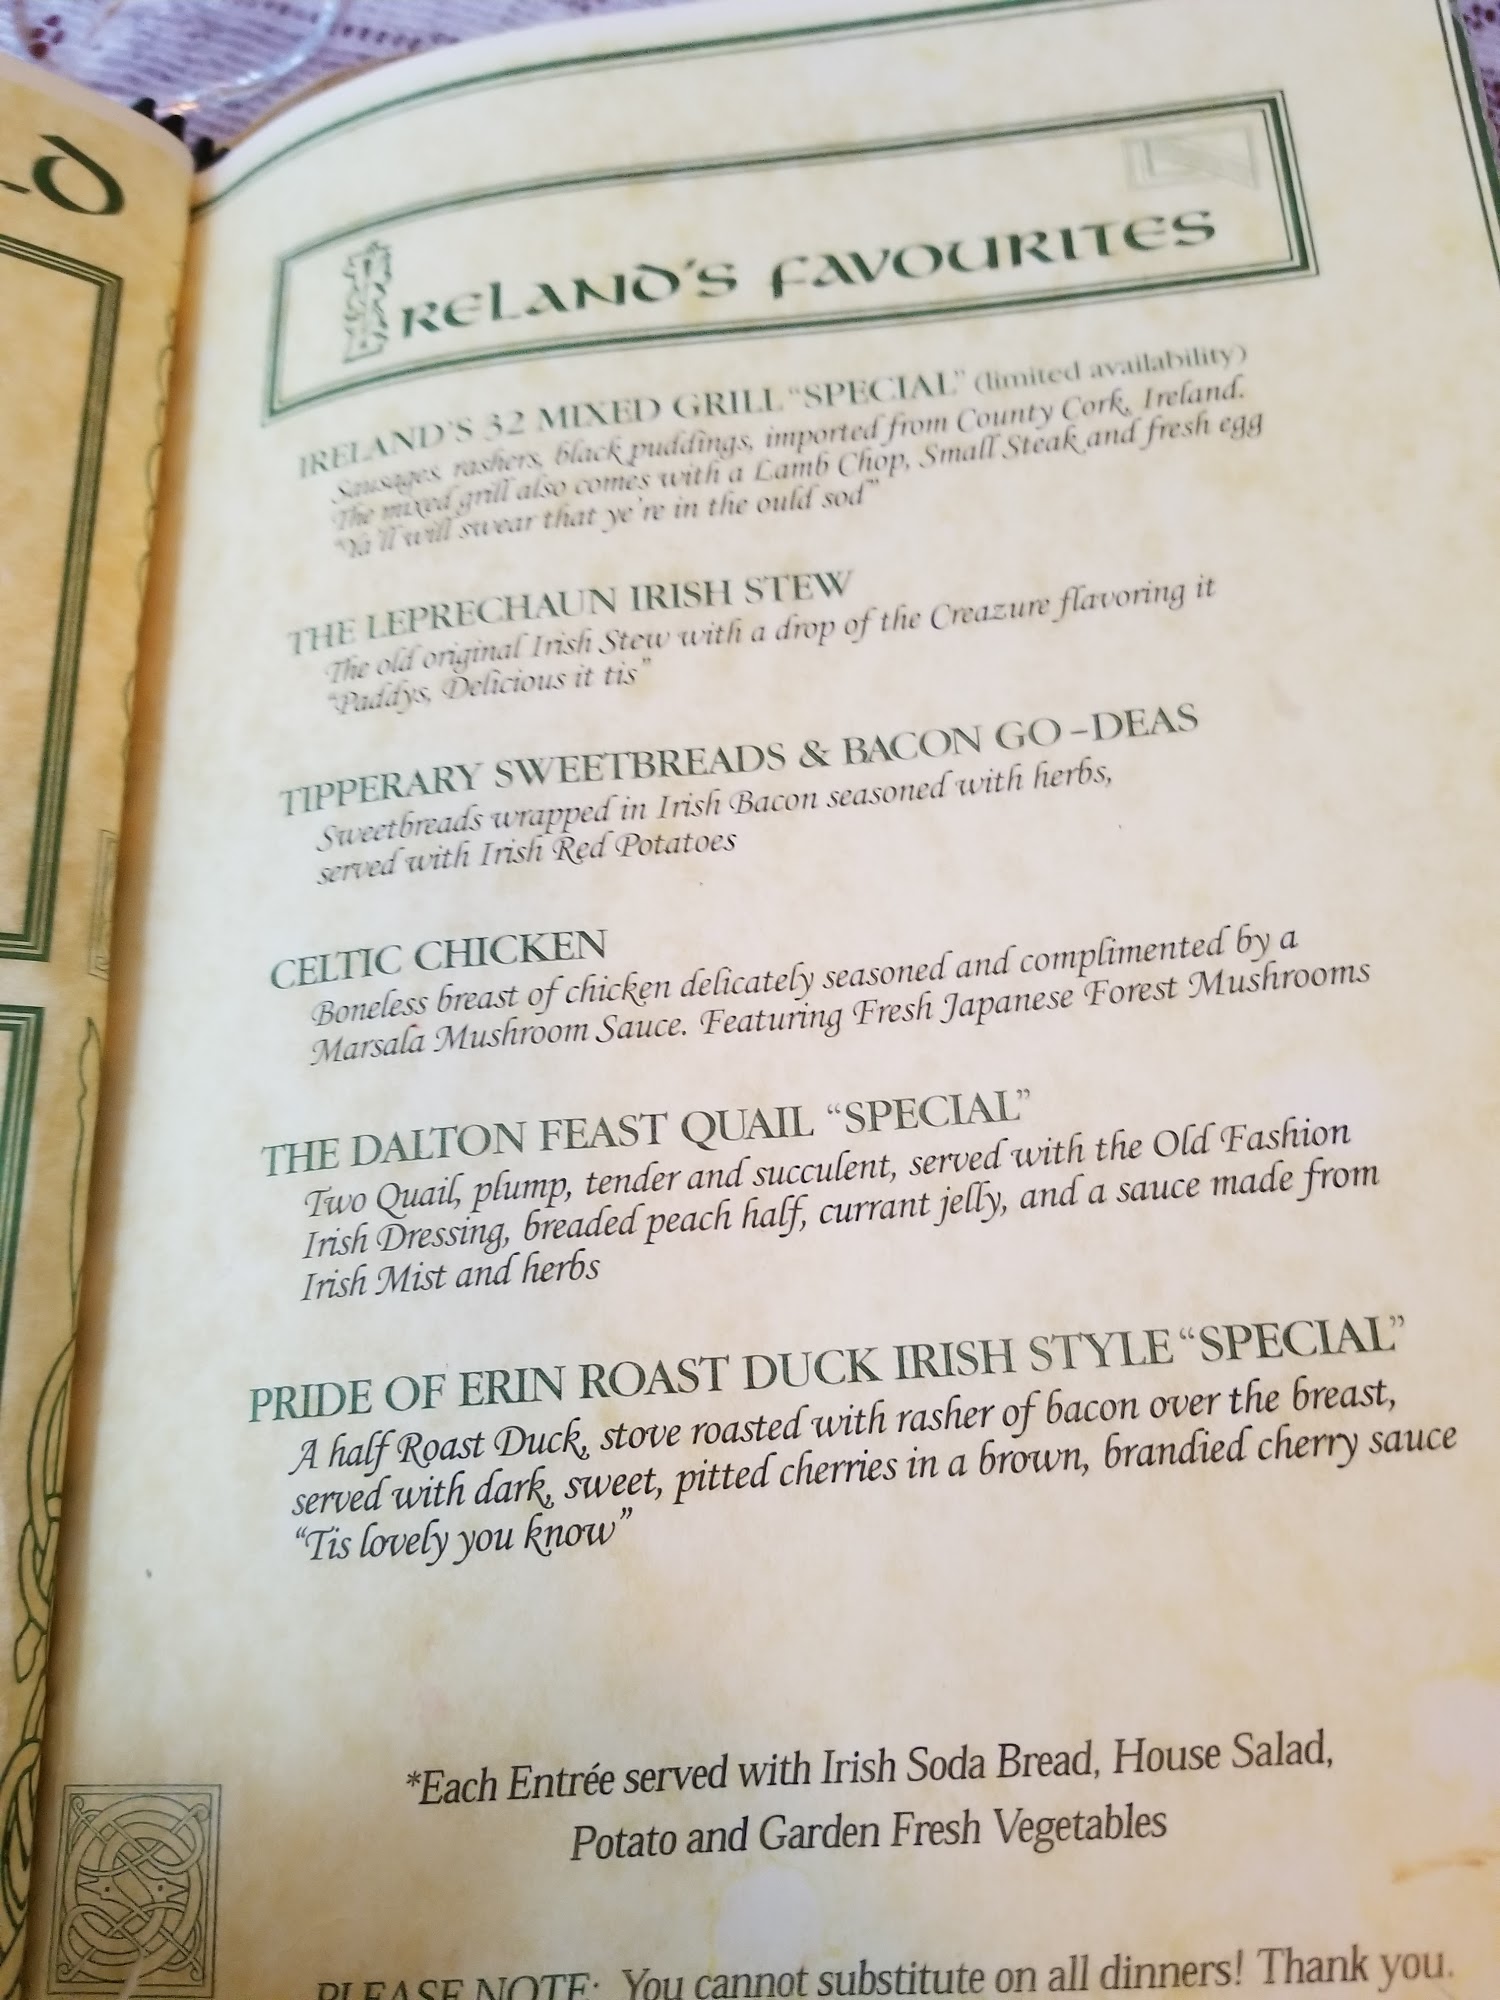 -d
IRELAND'S FAVOURITES
IRELAND'S 32 MIXED GRILL "SPECIAL" (limited availability)
Sausages, rashers, black puddings, imported from County Cork, Ireland.
The mixed grill also comes with a Lamb Chop, Small Steak and fresh egg
"Ya'll will swear that ye're in the ould sod"
THE LEPRECHAUN IRISH STEW
The old original Irish Stew with a drop of the Creazure flavoring it
"Paddys, Delicious it tis"
TIPPERARY SWEETBREADS & BACON GO-DEAS
Sweetbreads wrapped in Irish Bacon seasoned with herbs,
served with Irish Red Potatoes
CELTIC CHICKEN
Boneless breast of chicken delicately seasoned and complimented by a
Marsala Mushroom Sauce. Featuring Fresh Japanese Forest Mushrooms
THE DALTON FEAST QUAIL "SPECIAL"
Two Quail, plump, tender and succulent, served with the Old Fashion
Irish Dressing, breaded peach half, currant jelly, and a sauce made from
Irish Mist and herbs
PRIDE OF ERIN ROAST DUCK IRISH STYLE "SPECIAL"
A half Roast Duck, stove roasted with rasher of bacon over the breast,
served with dark, sweet, pitted cherries in a brown, brandied cherry sauce
"Tis lovely you know"
*Each Entrée served with Irish Soda Bread, House Salad,
Potato and Garden Fresh Vegetables
PLEASE NOTE: You cannot substitute on all dinners! Thank you.